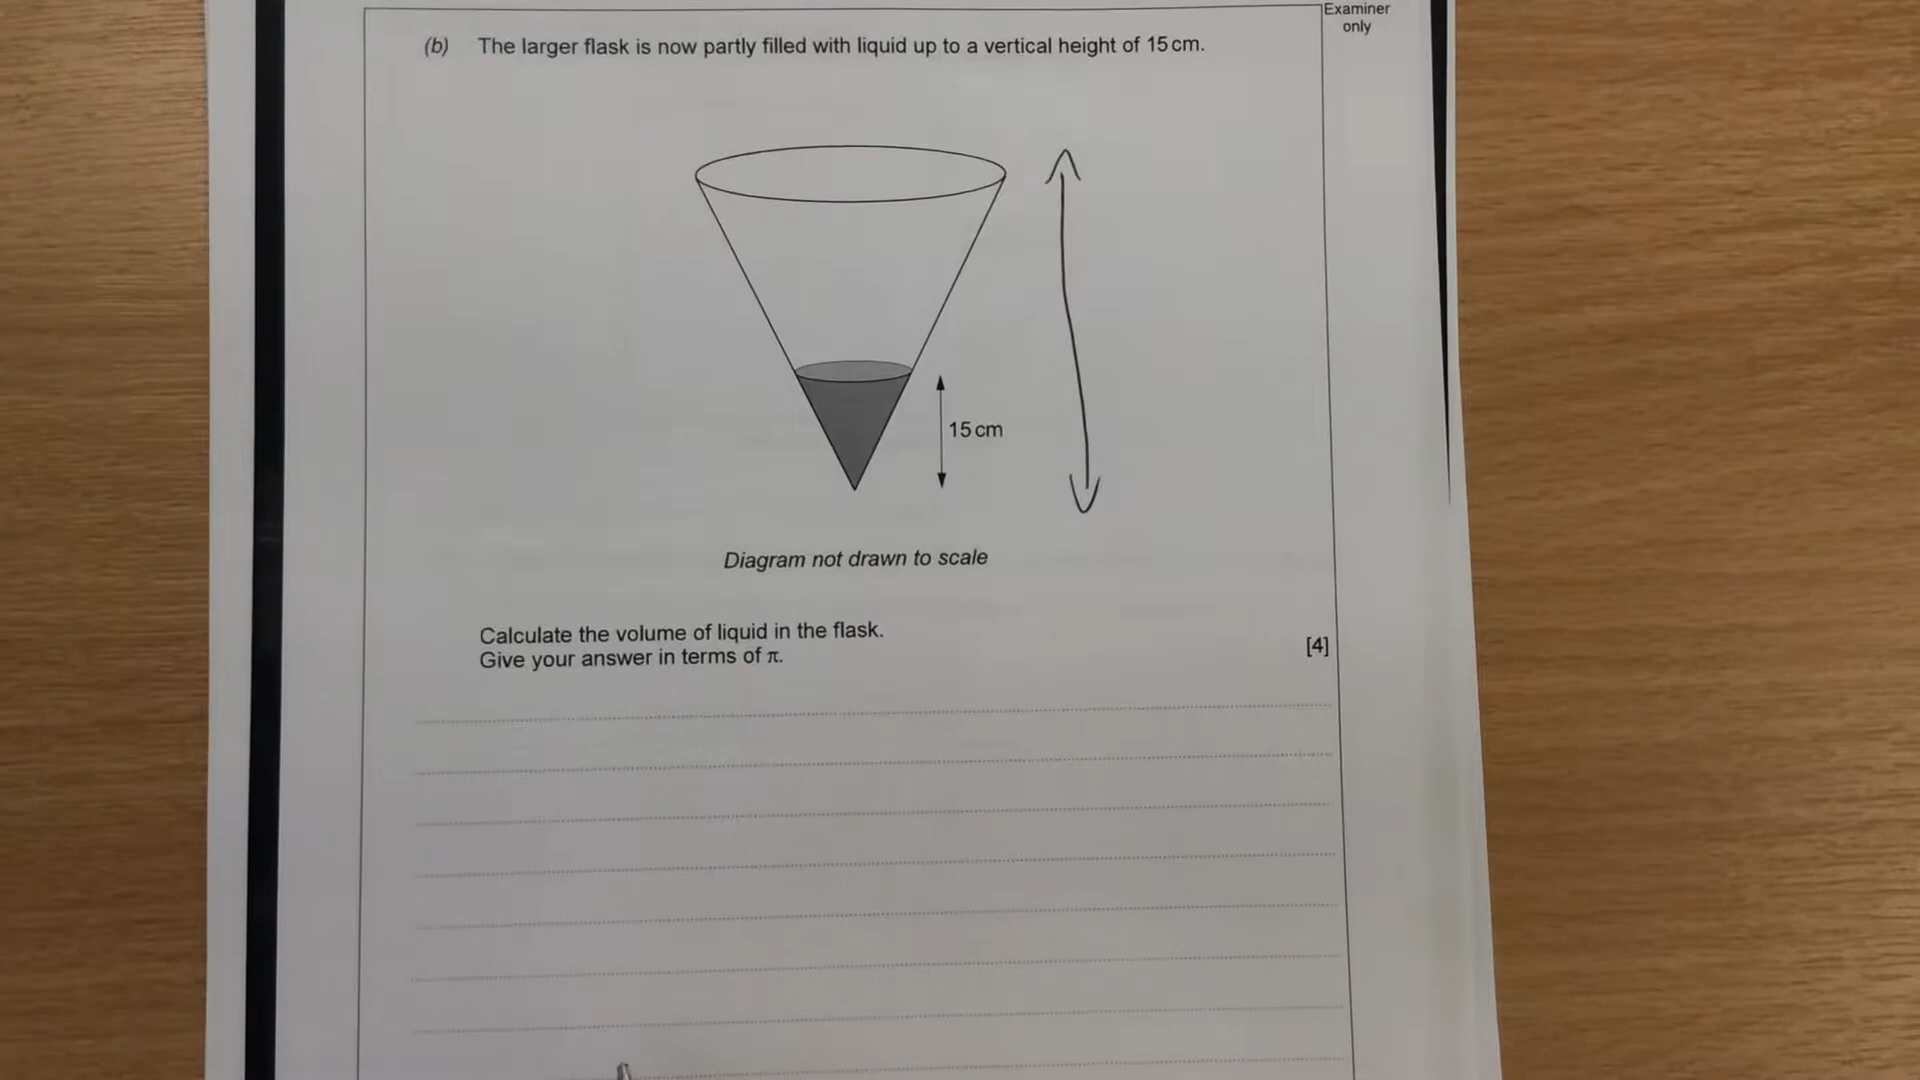 Examiner
only
(b) The larger flask is now partly filled with liquid up to a vertical height of 15 cm.
15 cm
Diagram not drawn to scale
Calculate the volume of liquid in the flask.
Give your answer in terms of π.
[4]